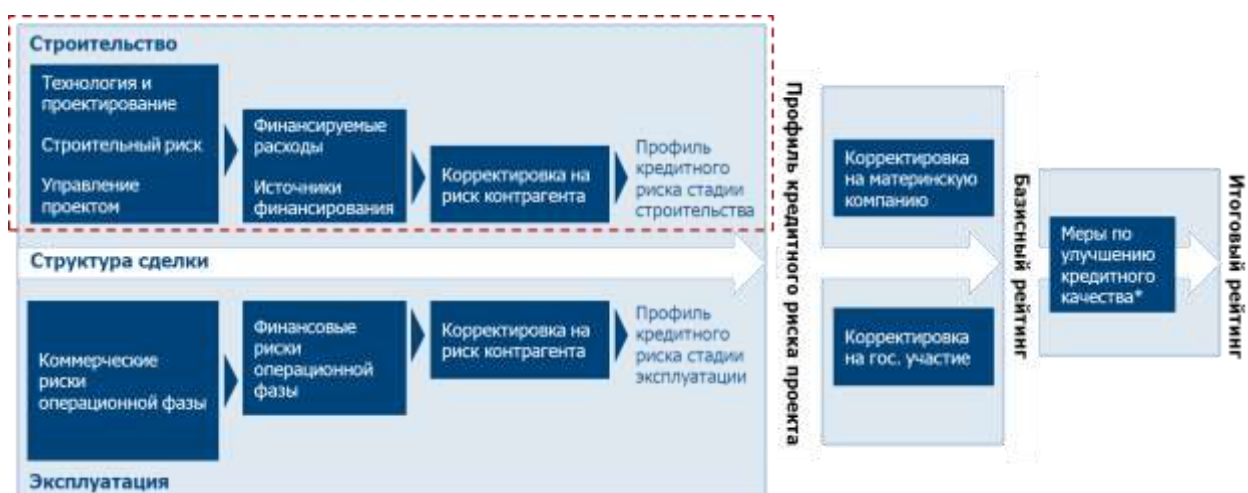 Строительство
Технология и
проектирование
Строительный риск
Управление
проектом
Финансируемые
расходы
Источники
финансирования
Корректировка на
риск контрагента
Профиль
кредитного
риска стадии
строительства
Структура сделки
Коммерческие
риски
операционной фазы
Финансовые
риски
операционной
фазы
Корректировка на
риск контрагента
Профиль
кредитного
риска стадии
эксплуатации
Эксплуатация
Профиль кредитного риска проекта
Корректировка
на материнскую
компанию
Корректировка
на гос. участие
Базисный рейтинг
Меры по
улучшению
кредитного
качества*
Итоговый рейтинг